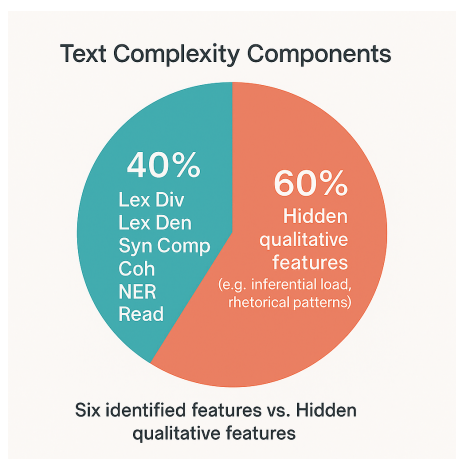 Text Complexity Components
40%
Lex Div
Lex Den
Syn Comp
Coh
NER
Read
60%
Hidden
qualitative
features
(e.g. inferential load,
rhetorical patterns)
Six identified features vs. Hidden
qualitative features